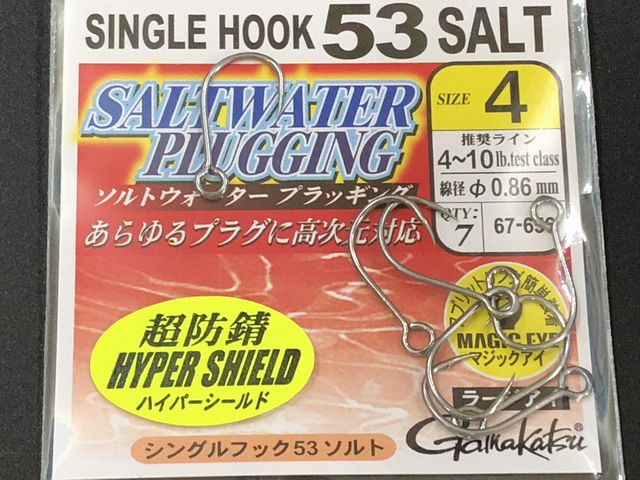 SINGLE HOOK 53 SALT
SALTWATER
PLUGGING
ソルトウォーター プラッギング
あらゆるプラグに高次元対応
SIZE 4
推奨ライン
4～10lb.test class
線径 φ 0.86mm
QTY: 7
67-65
超防錆
HYPER SHIELD
ハイパーシールド
MAGIC EYE
マジックアイ
シングルフック53 ソルト
Gamakatsu